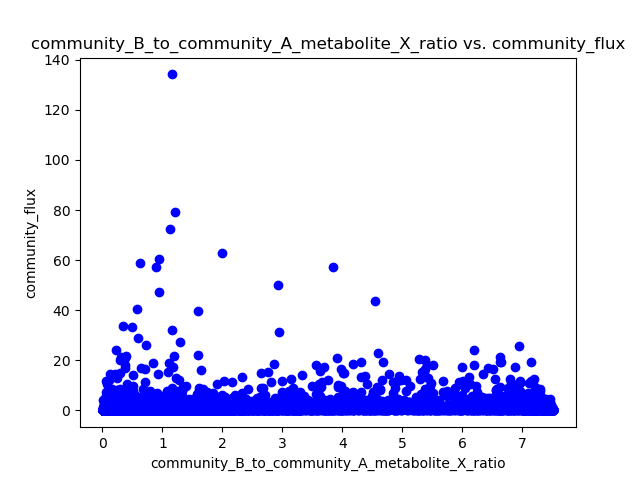 community_B_to_community_A_metabolite_X_ratio vs. community_flux
140
120
100
80
60
40
20
0
community_flux
0 1 2 3 4 5 6 7
community_B_to_community_A_metabolite_X_ratio